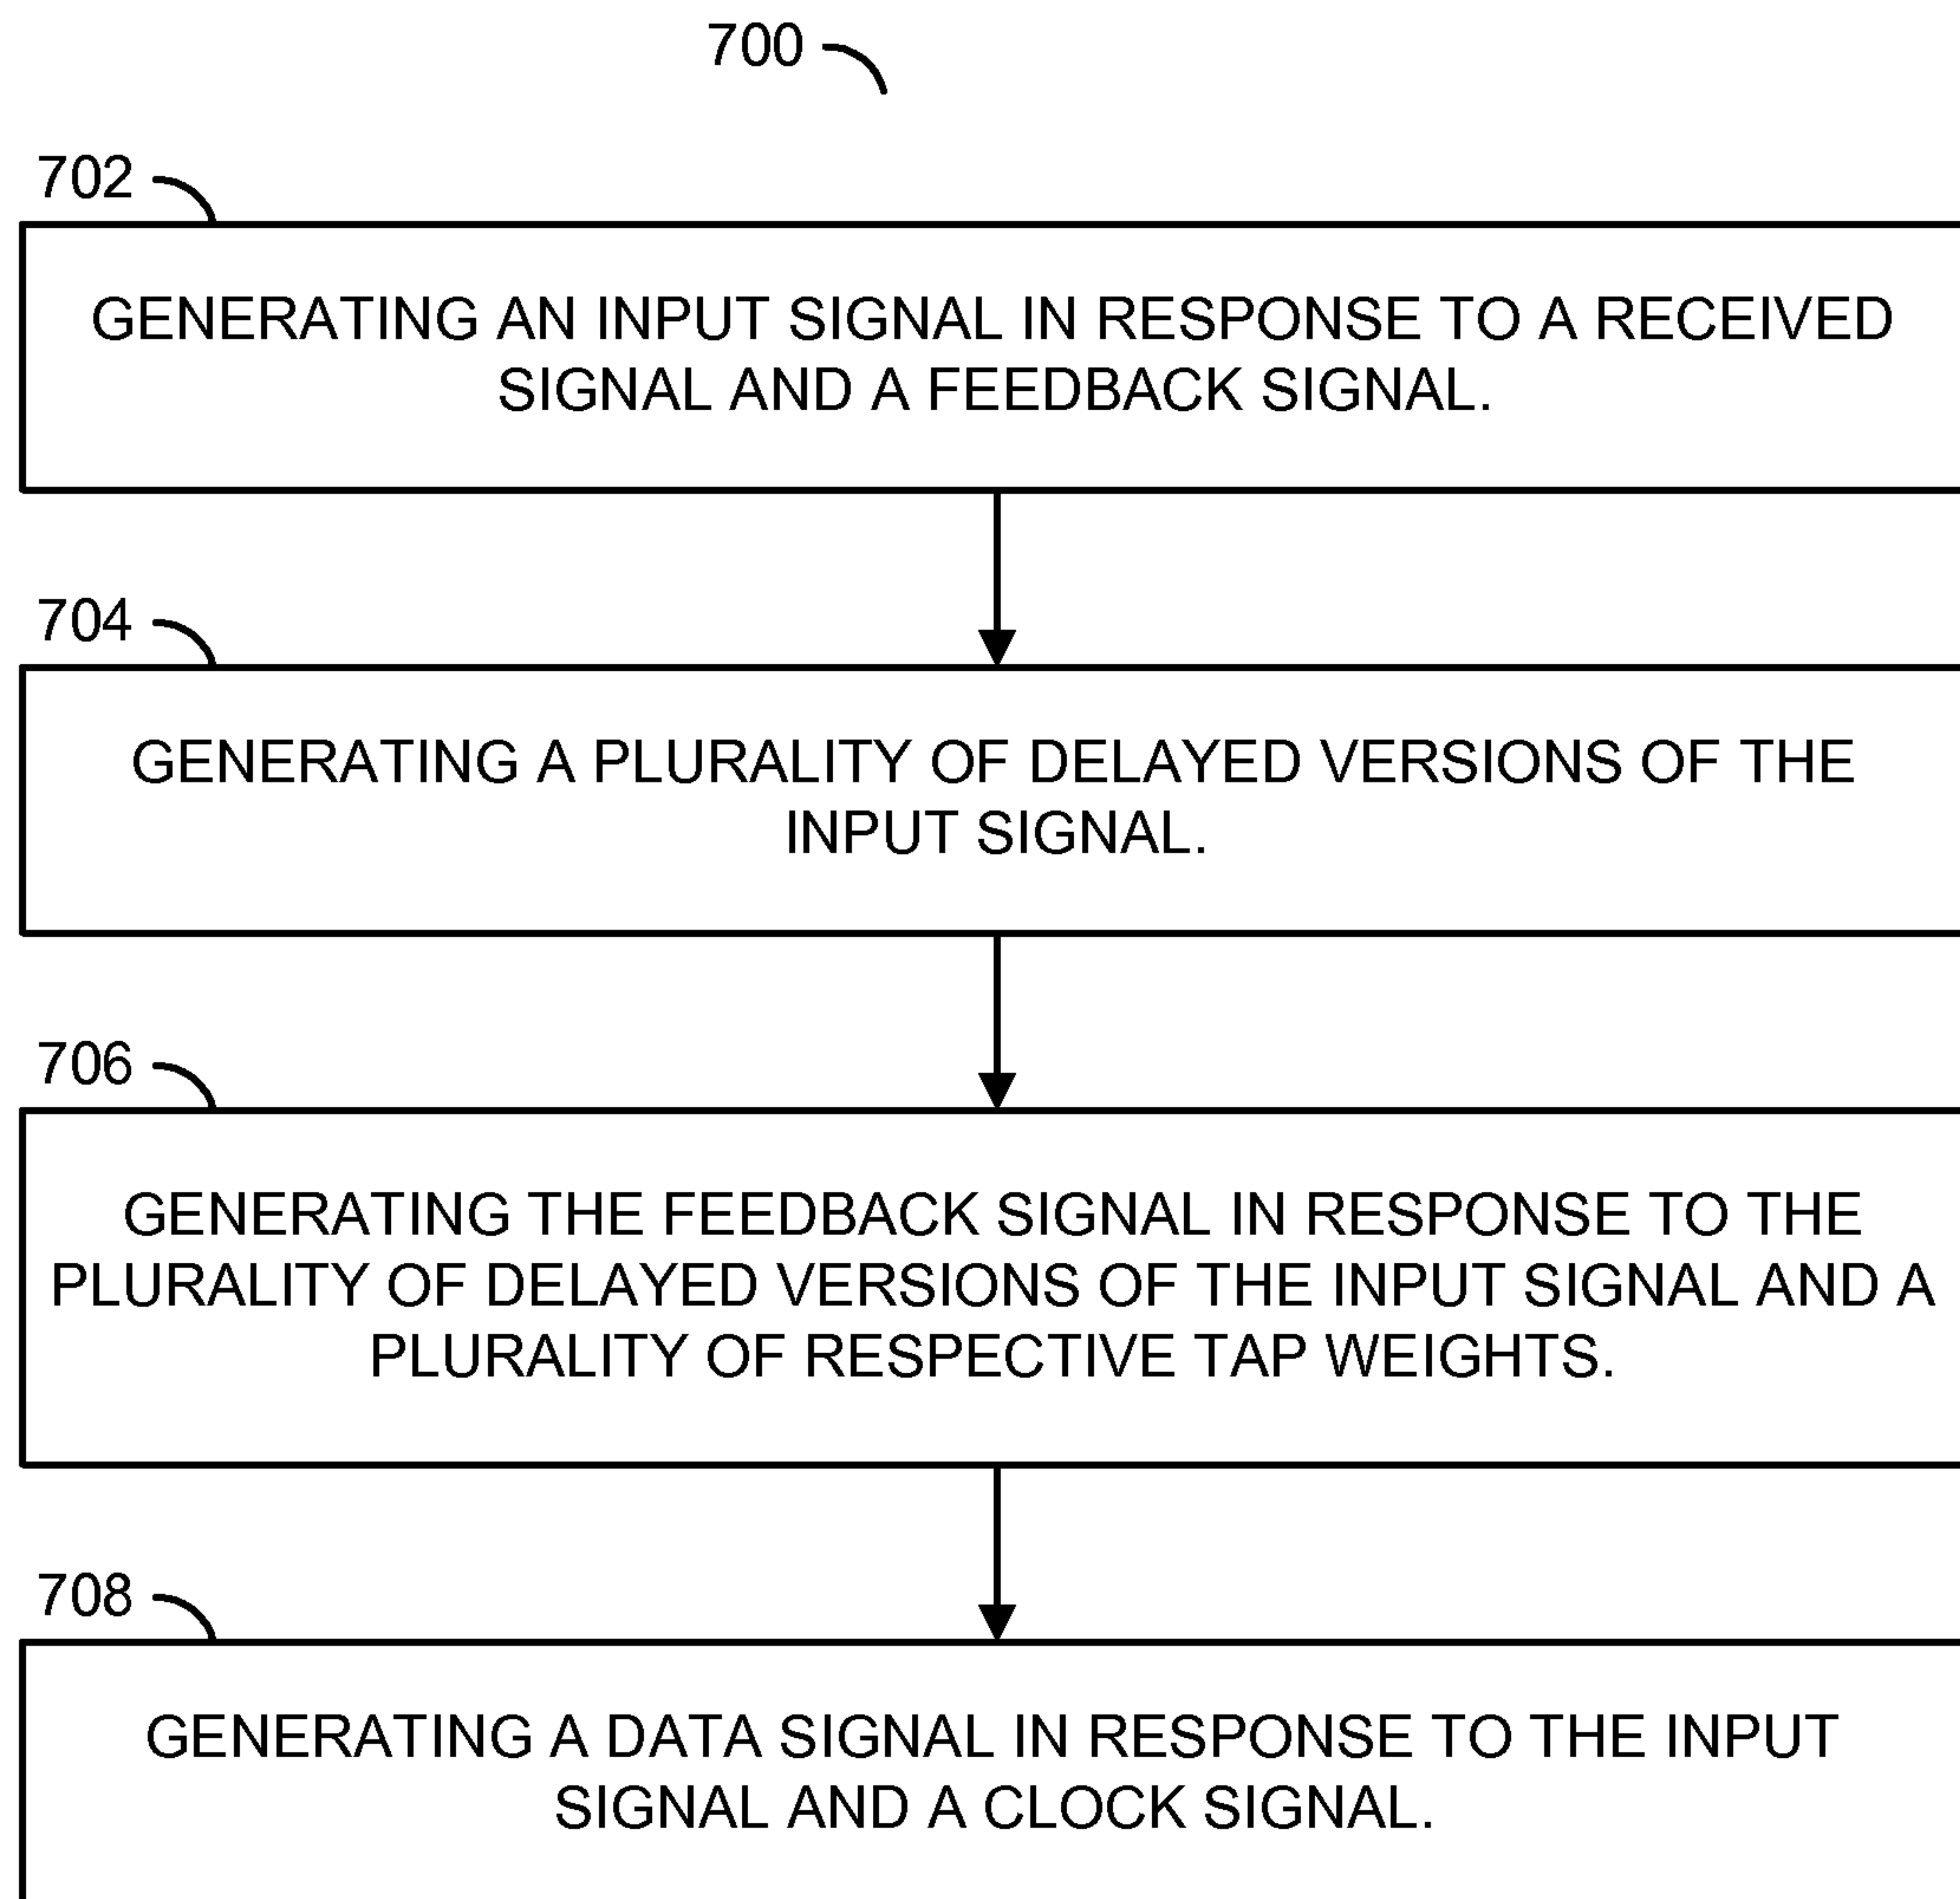 700
702
GENERATING AN INPUT SIGNAL IN RESPONSE TO A RECEIVED
SIGNAL AND A FEEDBACK SIGNAL.
704
GENERATING A PLURALITY OF DELAYED VERSIONS OF THE
INPUT SIGNAL.
706
GENERATING THE FEEDBACK SIGNAL IN RESPONSE TO THE
PLURALITY OF DELAYED VERSIONS OF THE INPUT SIGNAL AND A
PLURALITY OF RESPECTIVE TAP WEIGHTS.
708
GENERATING A DATA SIGNAL IN RESPONSE TO THE INPUT
SIGNAL AND A CLOCK SIGNAL.